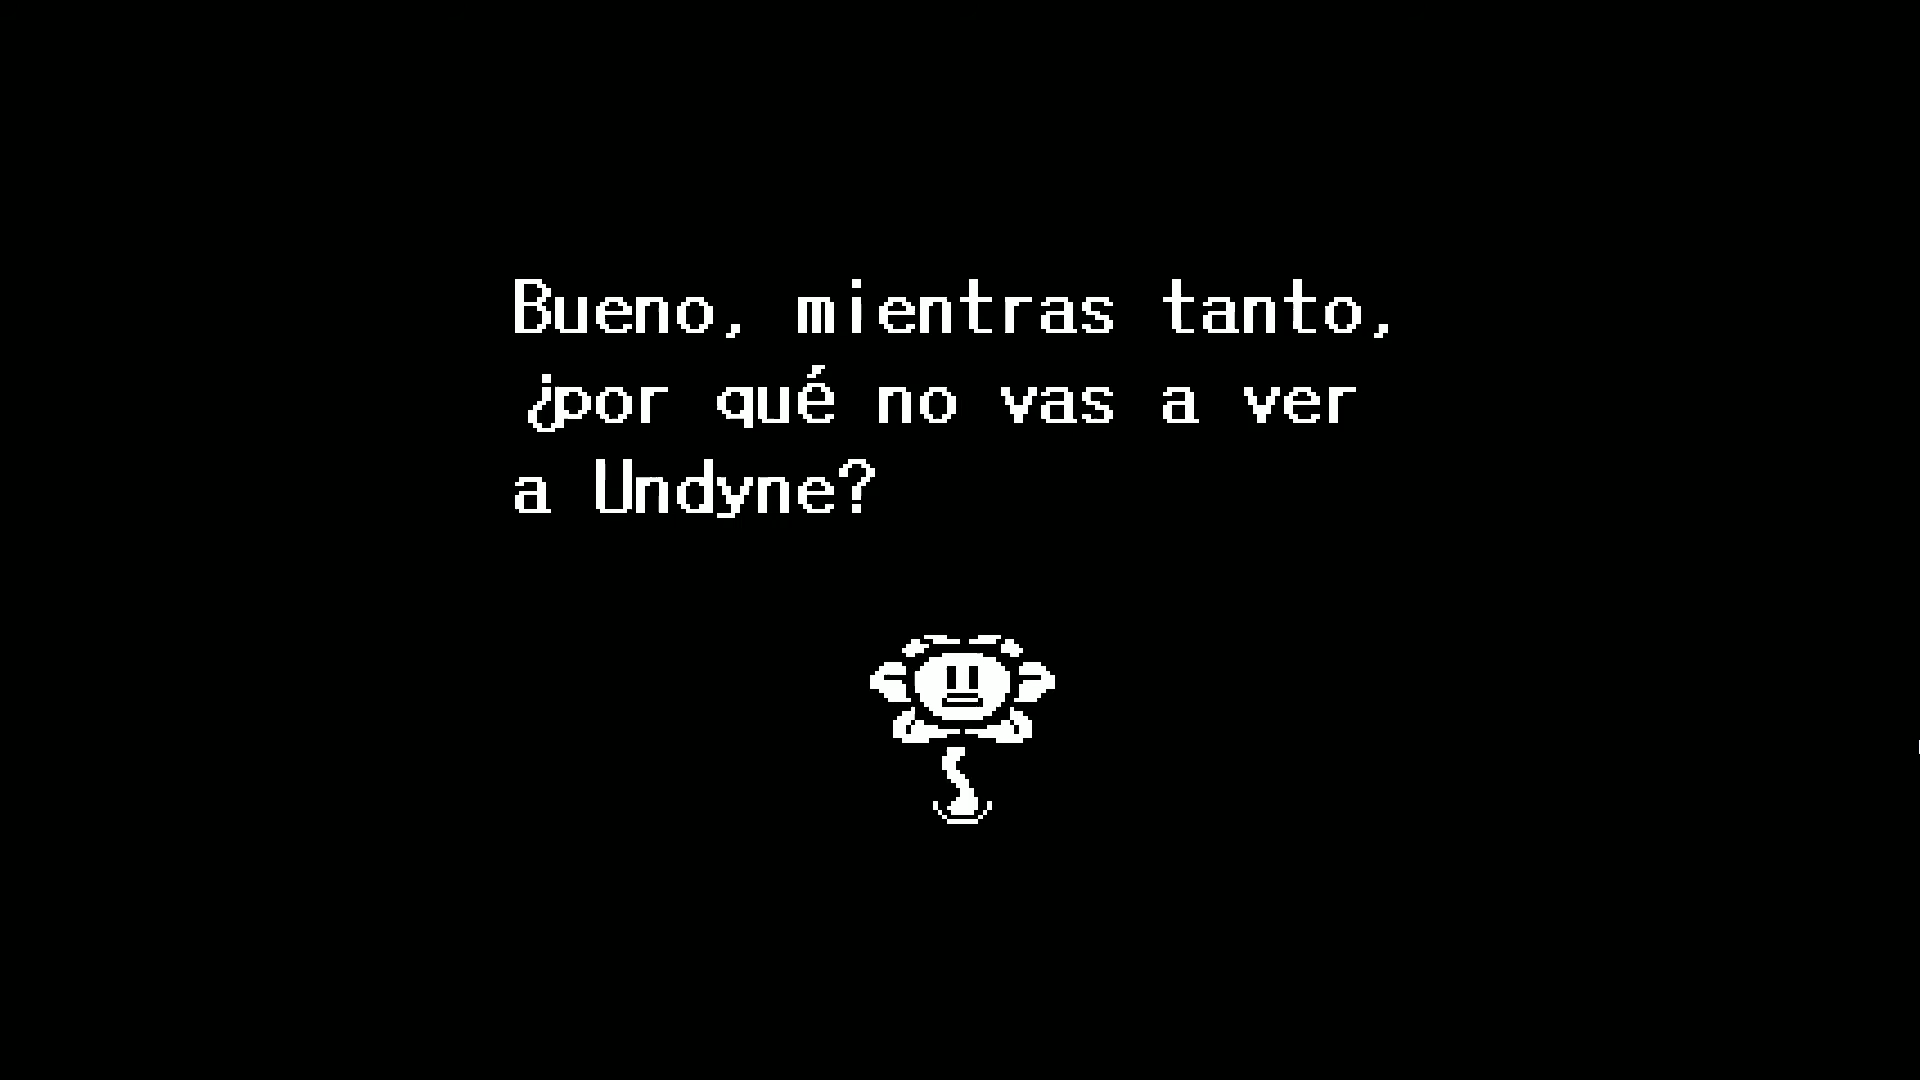 Bueno, mientras tanto,
¿por qué no vas a ver
a Undyne?